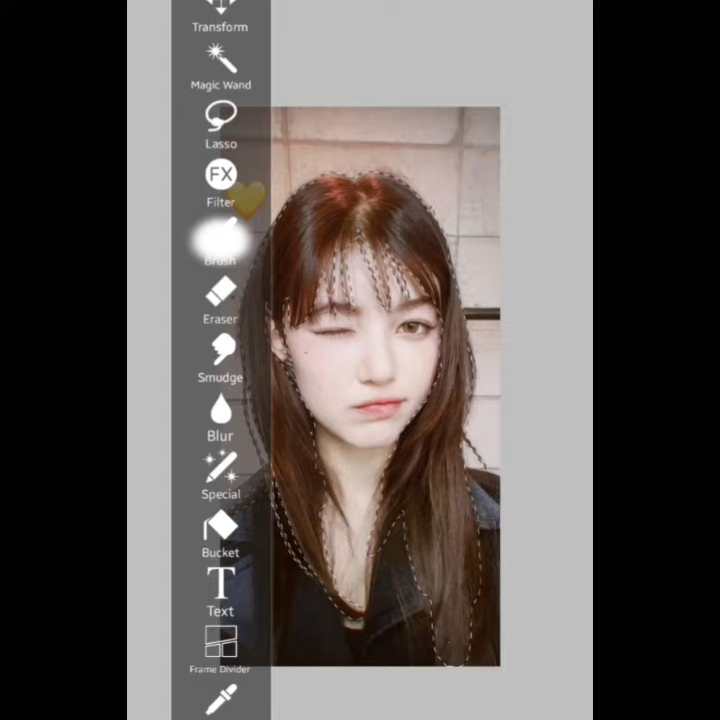 Transform
Magic Wand
Lasso
FX
Filter
Brush
Eraser
Smudge
Blur
Special
Bucket
T
Text
Frame Divider